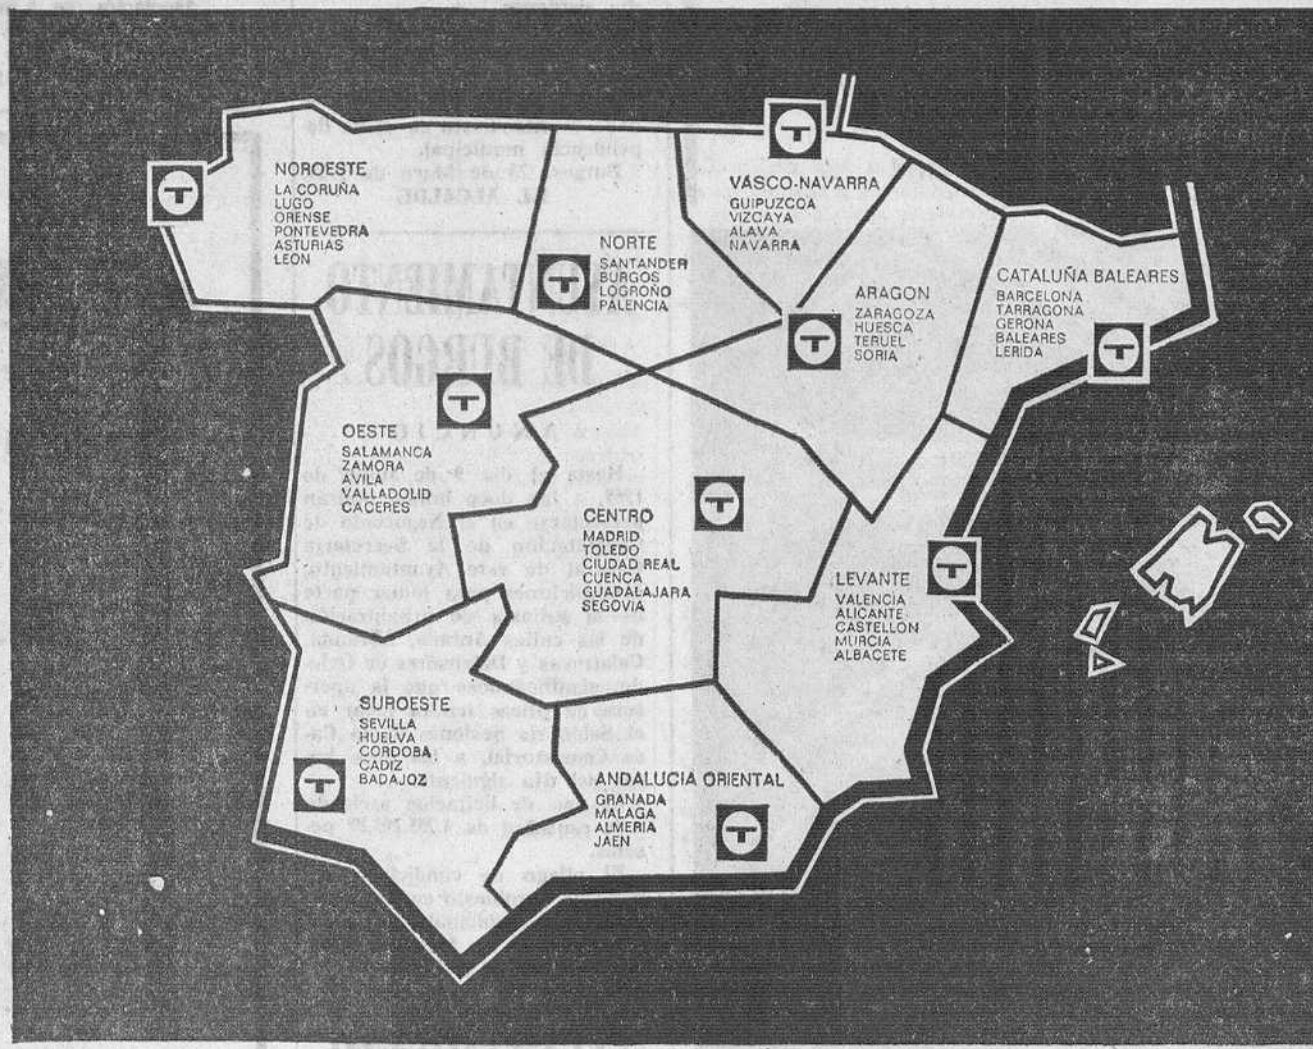 NOROESTE
LA CORUÑA
LUGO
ORENSE
PONTEVEDRA
ASTURIAS
LEON
NORTE
SANTANDER
BURGOS
LOGROÑO
PALENCIA
VASCO-NAVARRA
GUIPUZCOA
VIZCAYA
ALAVA
NAVARRA
ARAGON
ZARAGOZA
HUESCA
TERUEL
SORIA
CATALUÑA BALEARES
BARCELONA
TARRAGONA
GERONA
BALEARES
LERIDA
OESTE
SALAMANCA
ZAMORA
AVILA
VALLADOLID
CACERES
CENTRO
MADRID
TOLEDO
CIUDAD REAL
CUENCA
GUADALAJARA
SEGOVIA
LEVANTE
VALENCIA
ALICANTE
CASTELLON
MURCIA
ALBACETE
SUROESTE
SEVILLA
HUELVA
CORDOBA
CADIZ
BADAJOZ
ANDALUCIA ORIENTAL
GRANADA
MALAGA
ALMERIA
JAEN